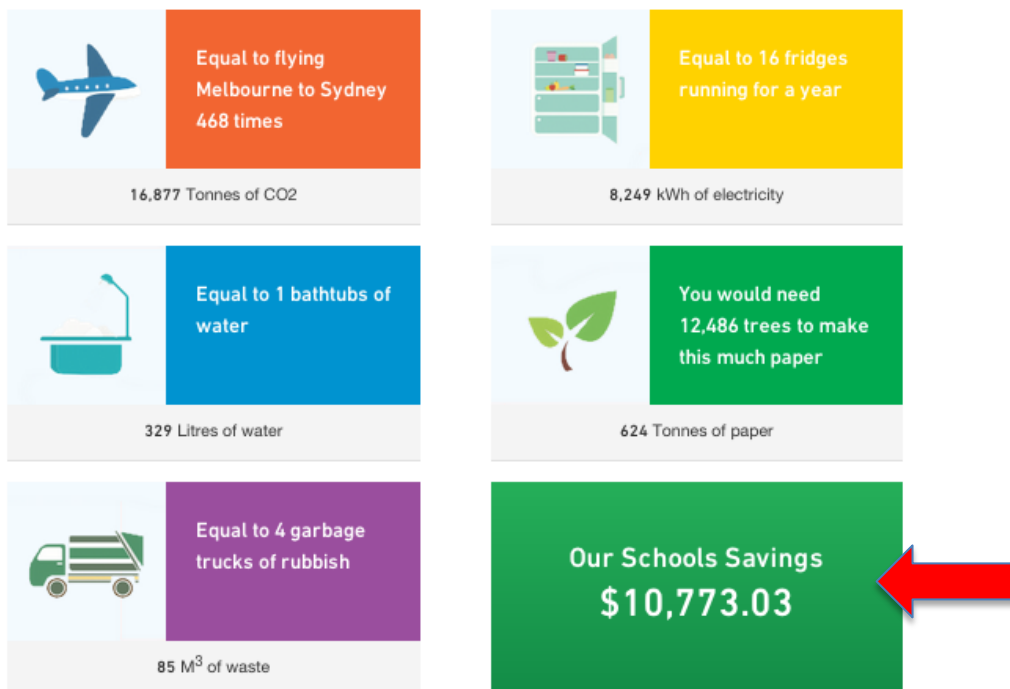 Equal to flying
Melbourne to Sydney
468 times
16,877 Tonnes of CO2
Equal to 16 fridges
running for a year
8,249 kWh of electricity
Equal to 1 bathtubs of
water
329 Litres of water
You would need
12,486 trees to make
this much paper
624 Tonnes of paper
Equal to 4 garbage
trucks of rubbish
85 M³ of waste
Our Schools Savings
$10,773.03